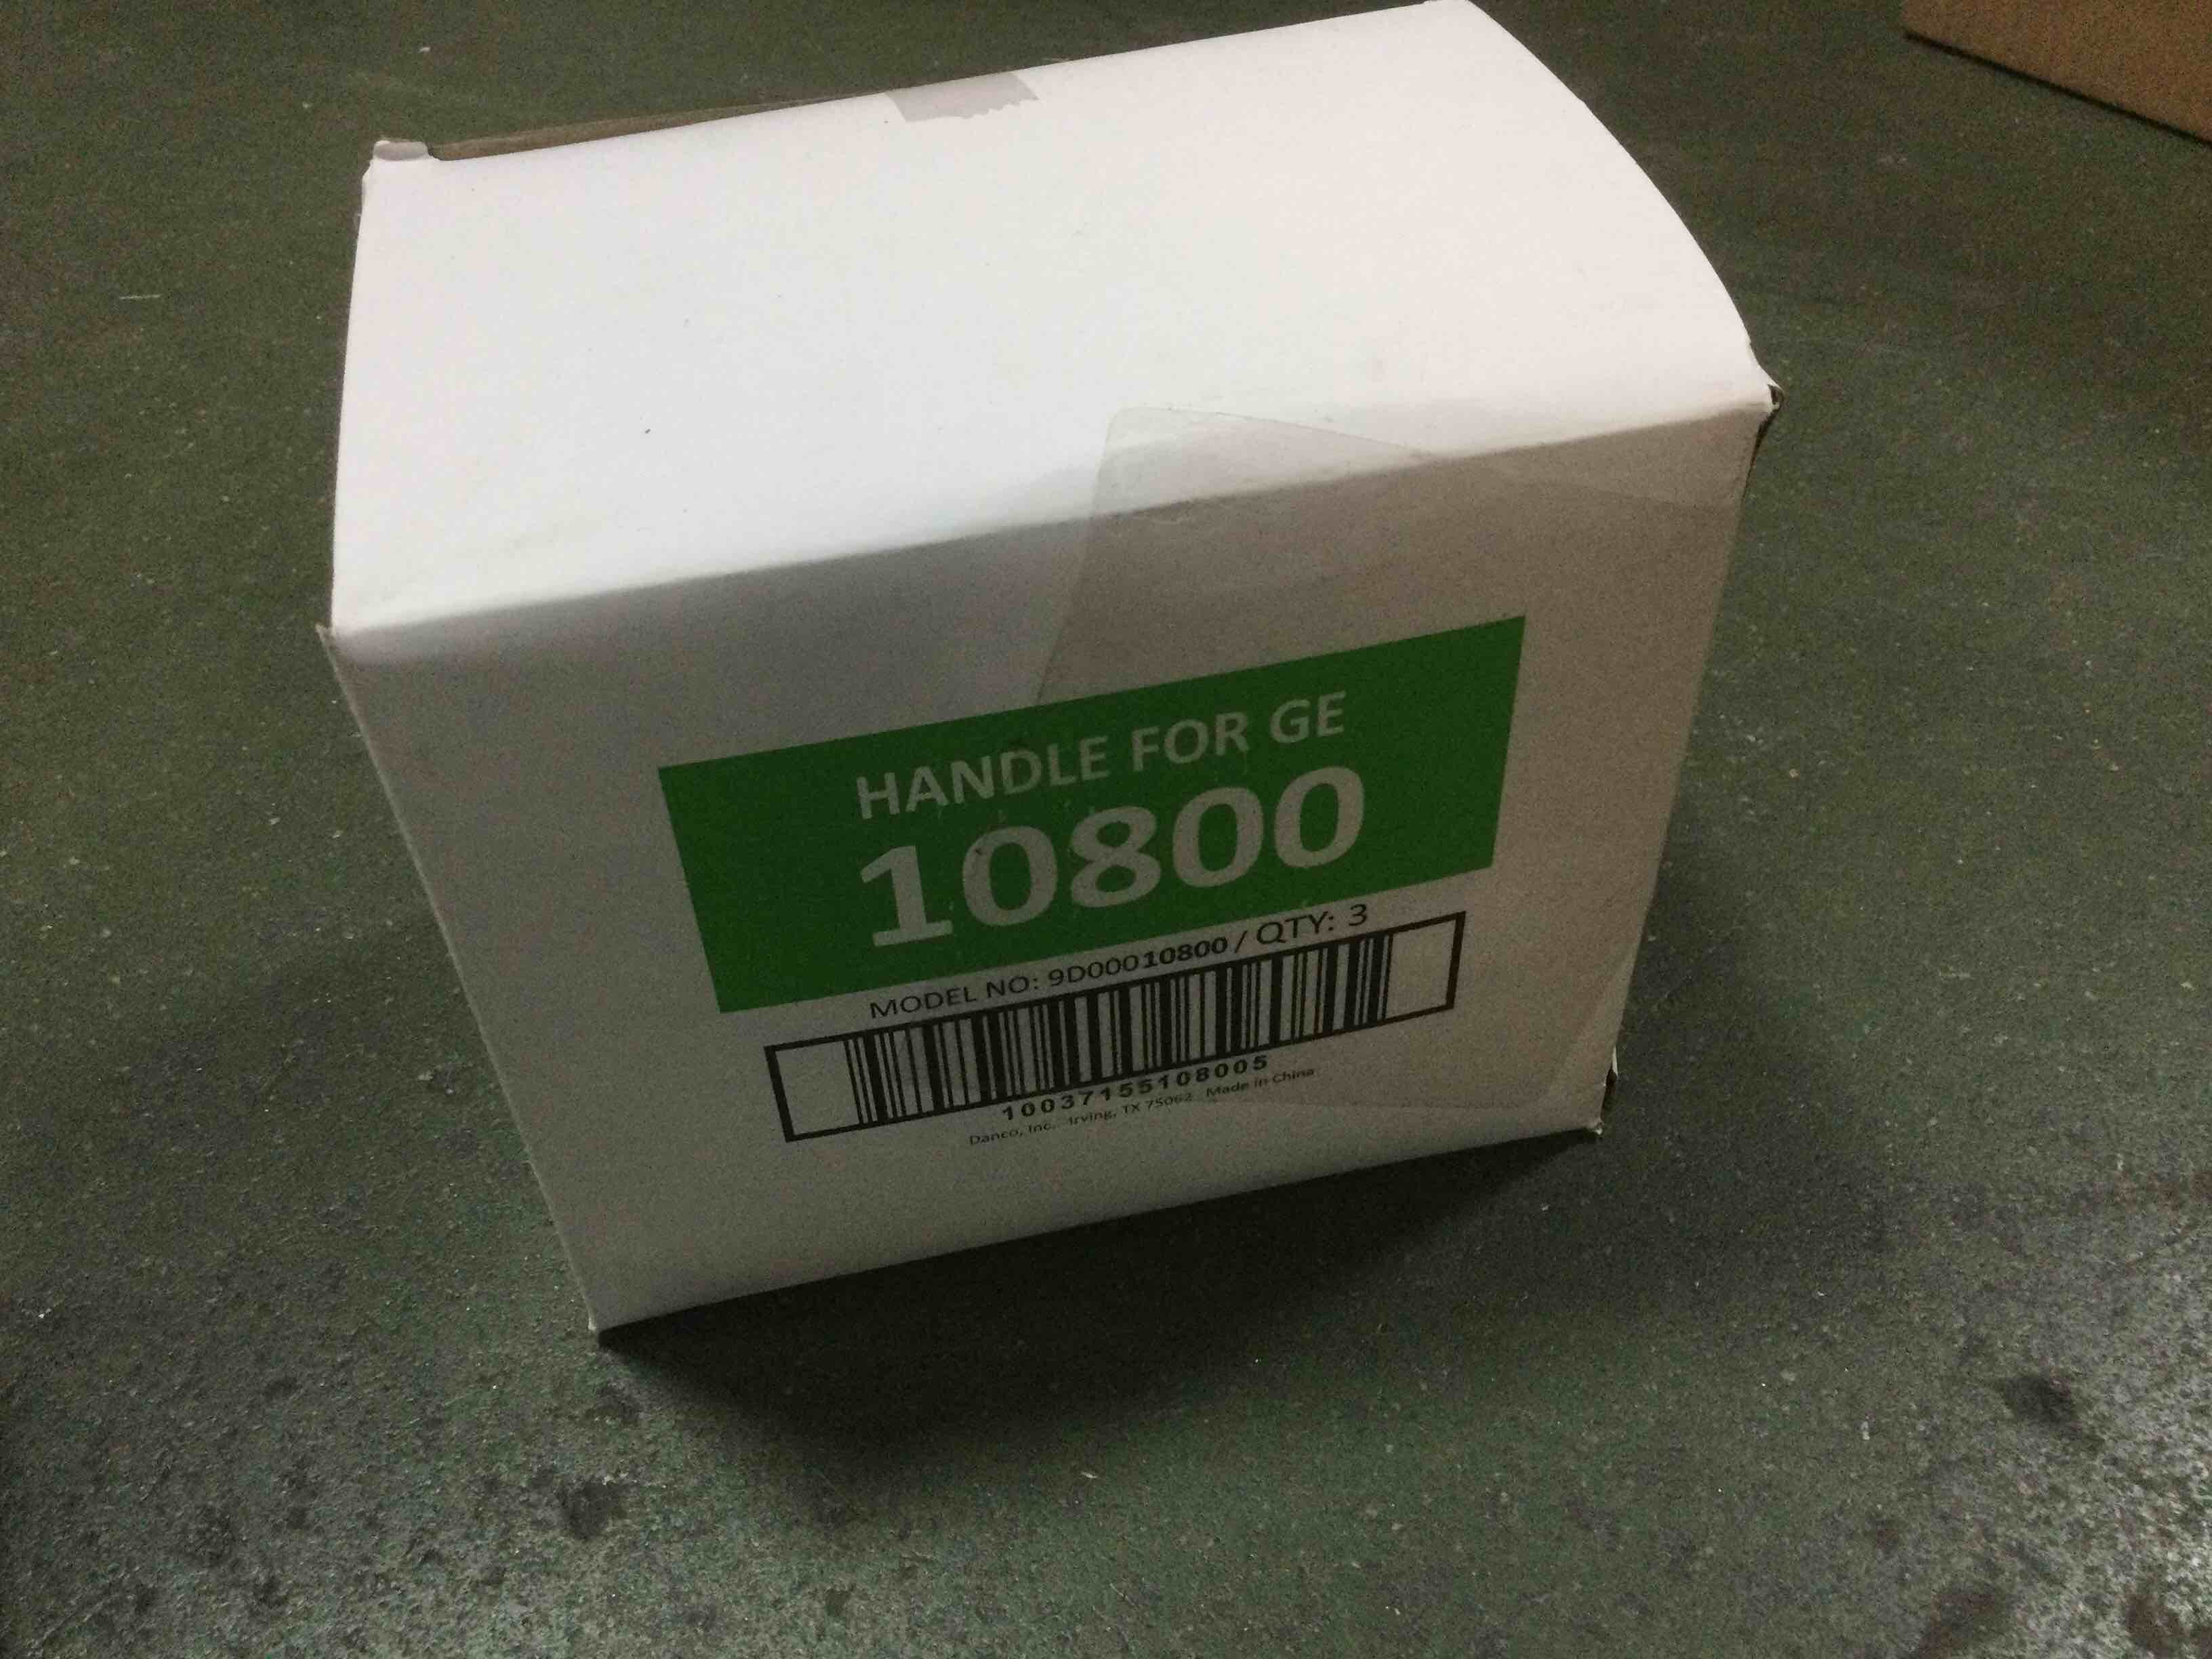 HANDLE FOR GE
10800
MODEL NO: 9D00010800 / QTY: 3
10037155108005
Danco, Inc. Irving, TX 75062 Made in China